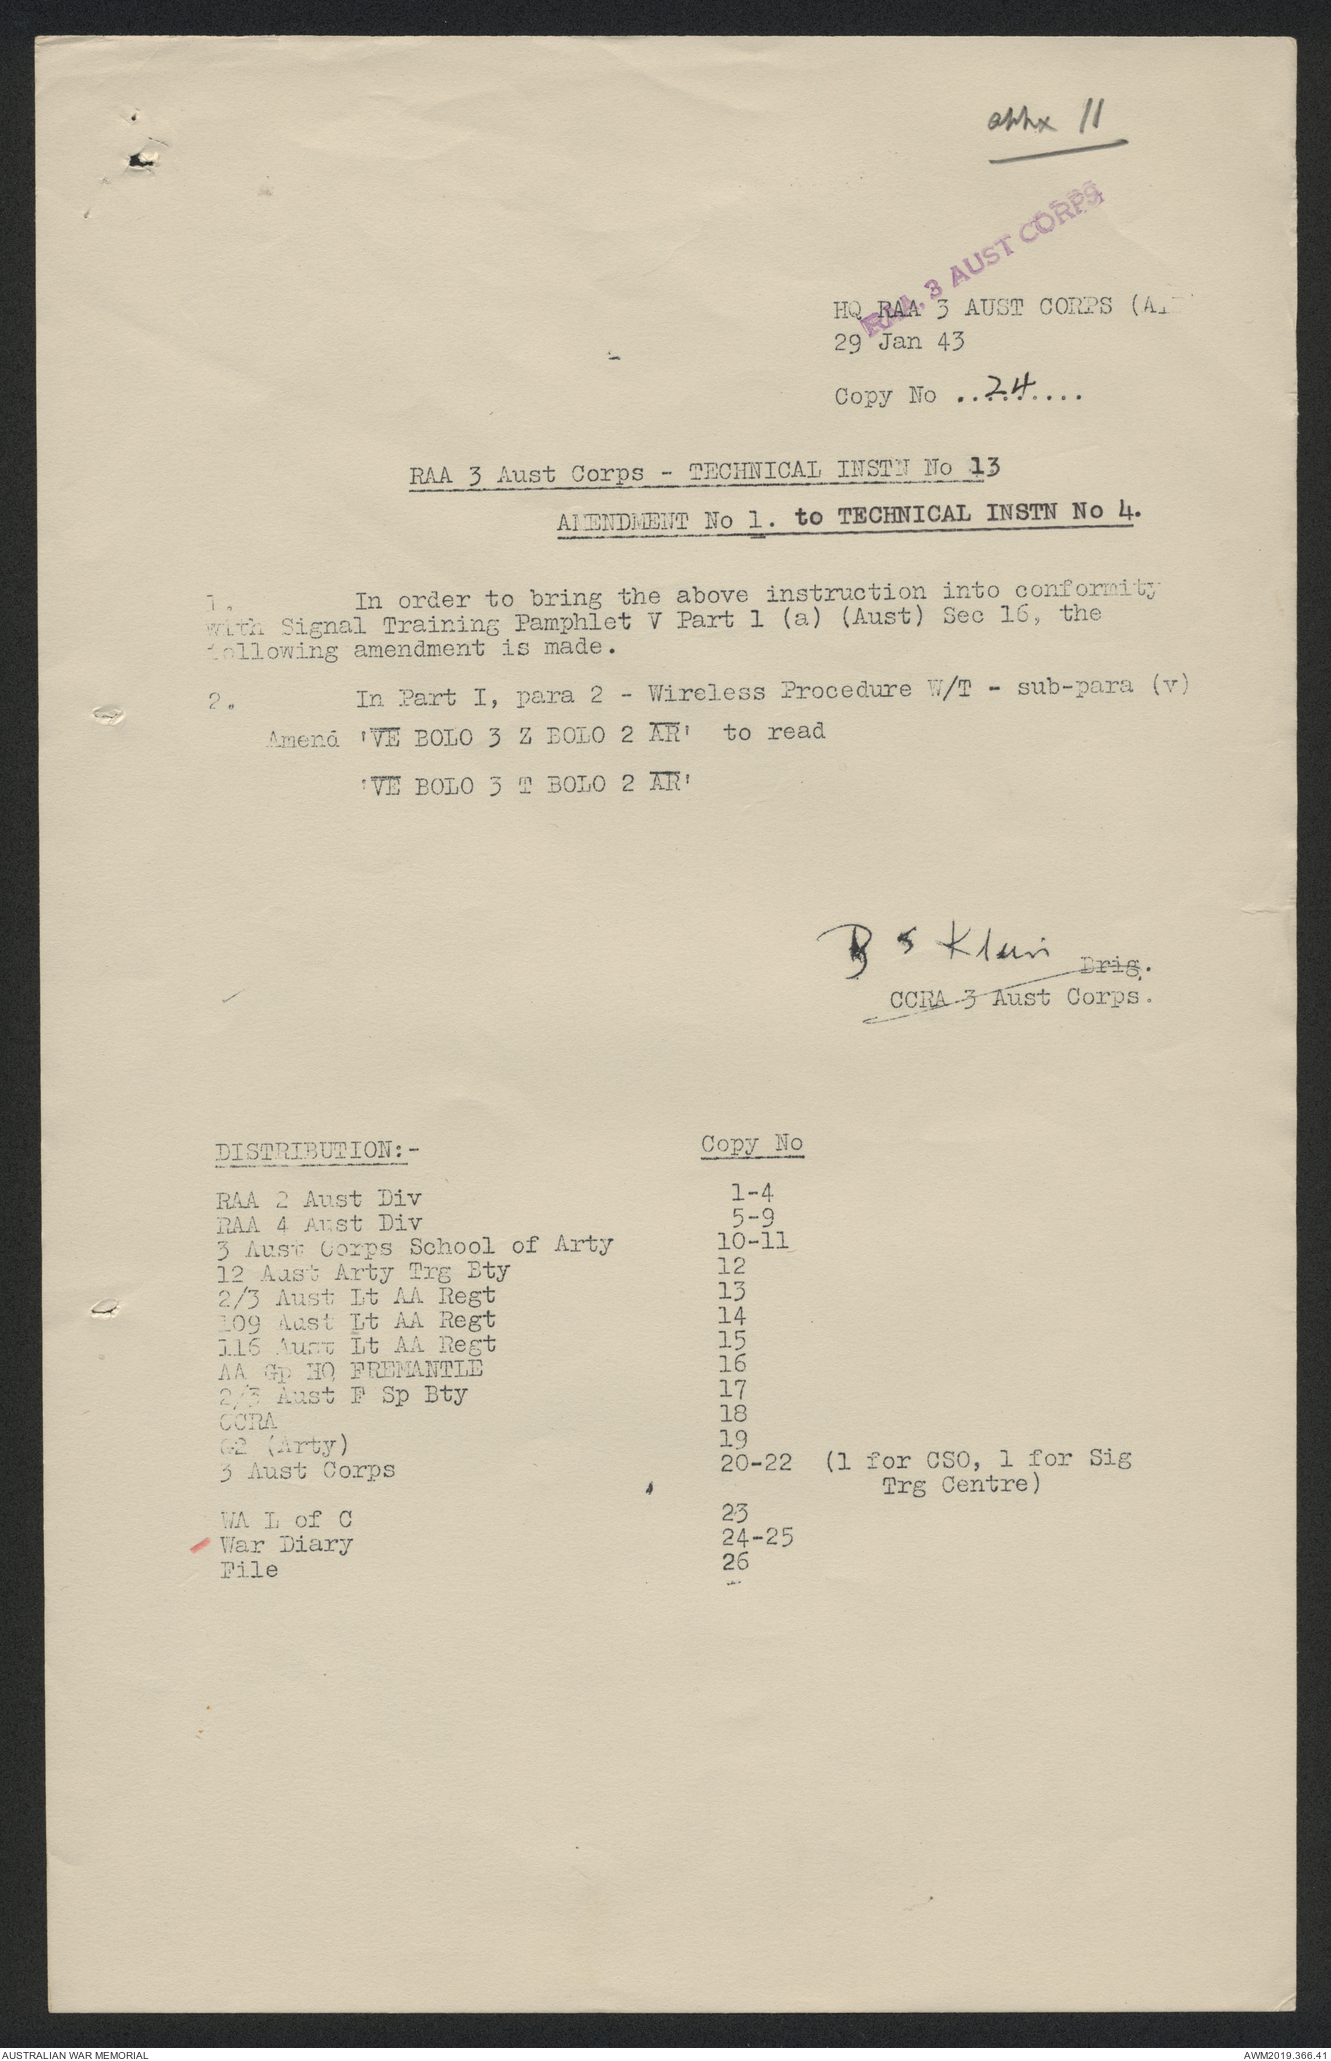 appx 11
RAA, 3 AUST CORPS
HQ RAA 3 AUST CORPS
29 Jan 43
Copy No ..24.......
RAA 3 Aust Corps - TECHNICAL INSTN No 13
AMENDMENT No 1. to TECHNICAL INSTN No 4.
1. In order to bring the above instruction into conformity
with Signal Training Pamphlet V Part 1 (a) (Aust) Sec 16, the
following amendment is made.
2. In Part I, para 2 - Wireless Procedure W/T - sub-para (v)
Amend 'V̅E̅ BOLO 3 Z BOLO 2 A̅R̅' to read
'V̅E̅ BOLO 3 T BOLO 2 A̅R̅'
B S Klein Brig.
CCRA 3 Aust Corps.
DISTRIBUTION:- Copy No
RAA 2 Aust Div 1-4
RAA 4 Aust Div 5-9
3 Aust Corps School of Arty 10-11
12 Aust Arty Trg Bty 12
2/3 Aust Lt AA Regt 13
109 Aust Lt AA Regt 14
116 Aust Lt AA Regt 15
AA Gp HQ FREMANTLE 16
2/3 Aust F Sp Bty 17
CCRA 18
G2 (Arty) 19
3 Aust Corps 20-22 (1 for CSO, 1 for Sig
Trg Centre)
WA L of C 23
War Diary 24-25
File 26
AUSTRALIAN WAR MEMORIAL AWM2019.366.41